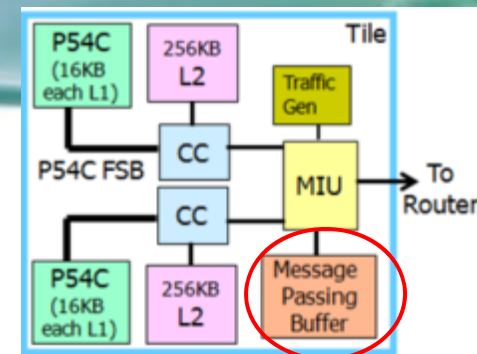 Tile
P54C
(16KB
each L1)
256KB
L2
Traffic
Gen
CC
P54C FSB
MIU
To
Router
CC
P54C
(16KB
each L1)
256KB
L2
Message
Passing
Buffer